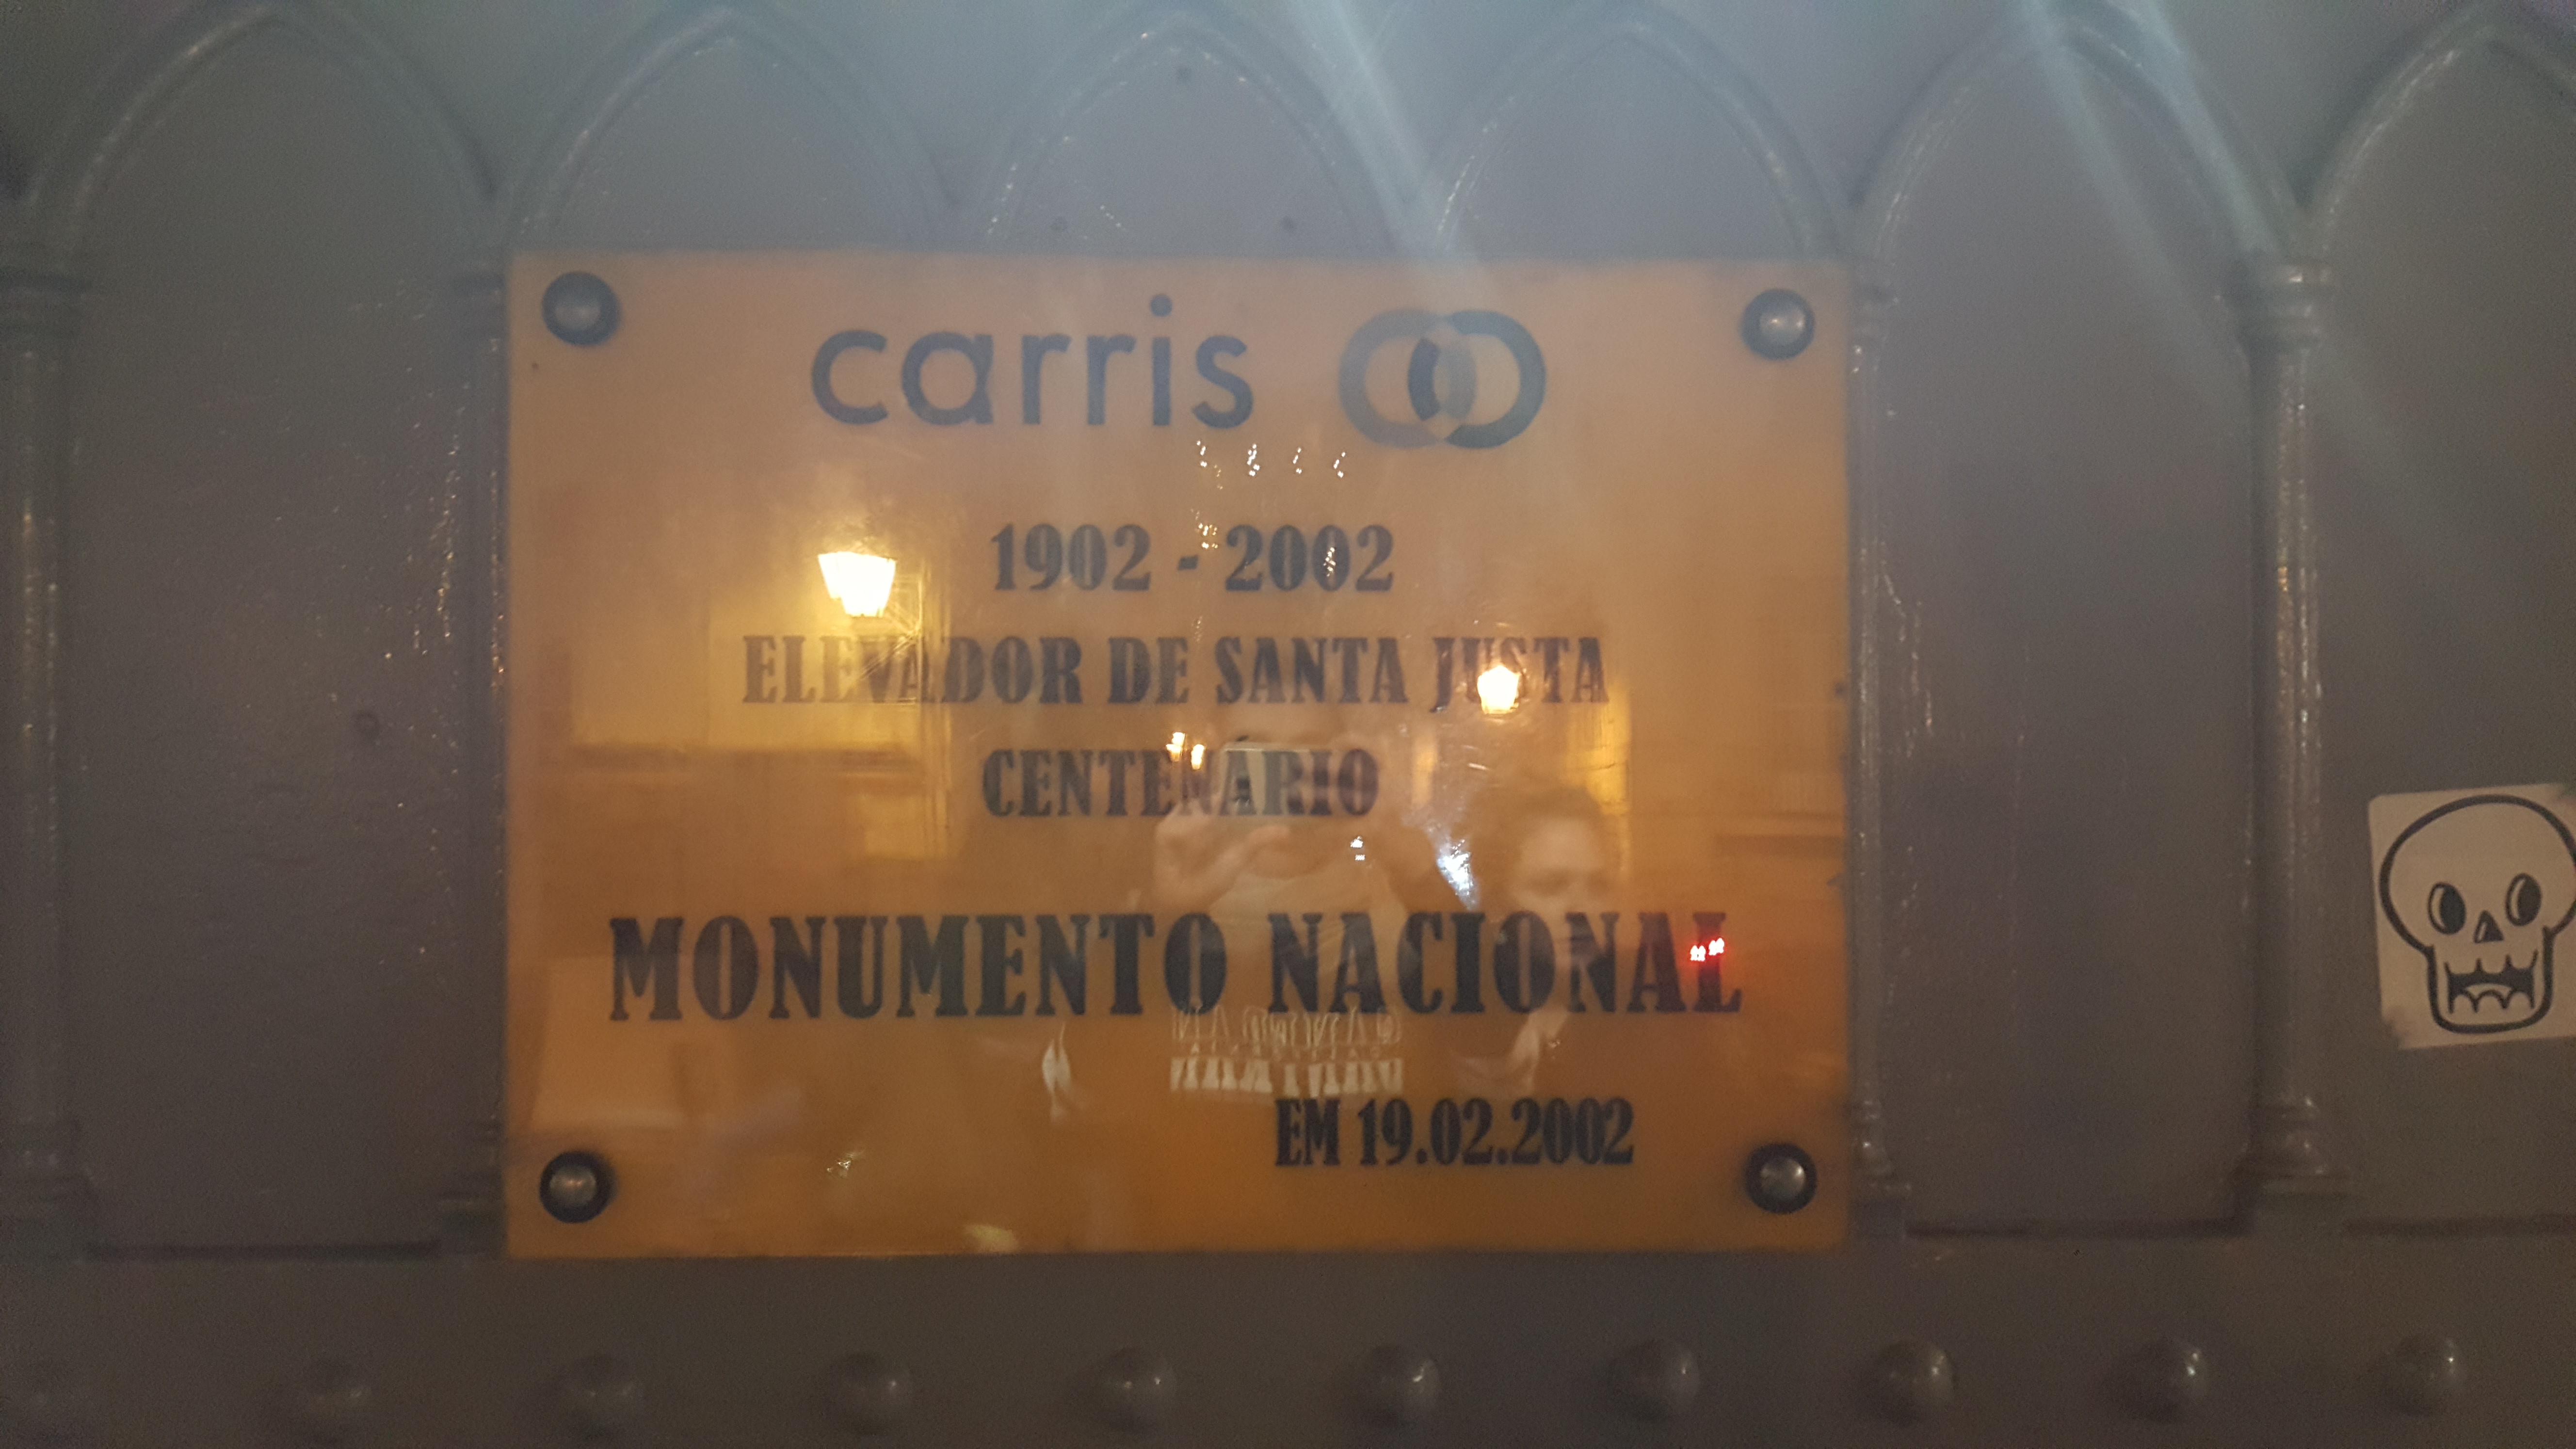 carris
1902 - 2002
ELEVADOR DE SANTA JUSTA
CENTENARIO
MONUMENTO NACIONAL
EM 19.02.2002